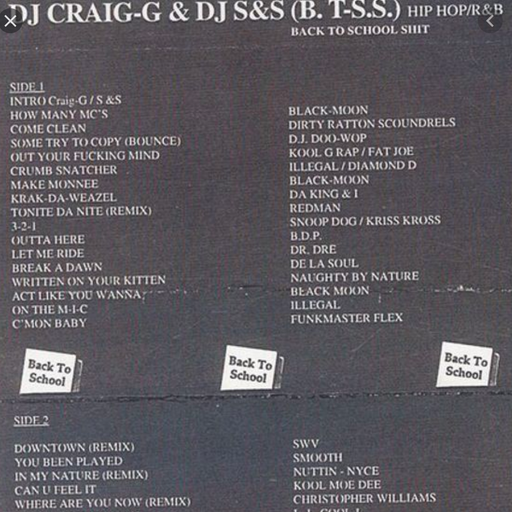 DJ CRAIG-G & DJ S&S (B. T-S.S.) HIP HOP/R&B
BACK TO SCHOOL SHIT
SIDE 1
INTRO Craig-G / S &S
HOW MANY MC'S
COME CLEAN
SOME TRY TO COPY (BOUNCE)
OUT YOUR FUCKING MIND
CRUMB SNATCHER
MAKE MONNEE
KRAK-DA-WEAZEL
TONITE DA NITE (REMIX)
3-2-1
OUTTA HERE
LET ME RIDE
BREAK A DAWN
WRITTEN ON YOUR KITTEN
ACT LIKE YOU WANNA
ON THE M-I-C
C'MON BABY
BLACK-MOON
DIRTY RATTON SCOUNDRELS
D.J. DOO-WOP
KOOL G RAP / FAT JOE
ILLEGAL / DIAMOND D
BLACK-MOON
DA KING & I
REDMAN
SNOOP DOG / KRISS KROSS
B.D.P.
DR, DRE
DE LA SOUL
NAUGHTY BY NATURE
BLACK MOON
ILLEGAL
FUNKMASTER FLEX
Back To
School
Back To
School
Back To
School
SIDE 2
DOWNTOWN (REMIX)
YOU BEEN PLAYED
IN MY NATURE (REMIX)
CAN U FEEL IT
WHERE ARE YOU NOW (REMIX)
SWV
SMOOTH
NUTTIN - NYCE
KOOL MOE DEE
CHRISTOPHER WILLIAMS